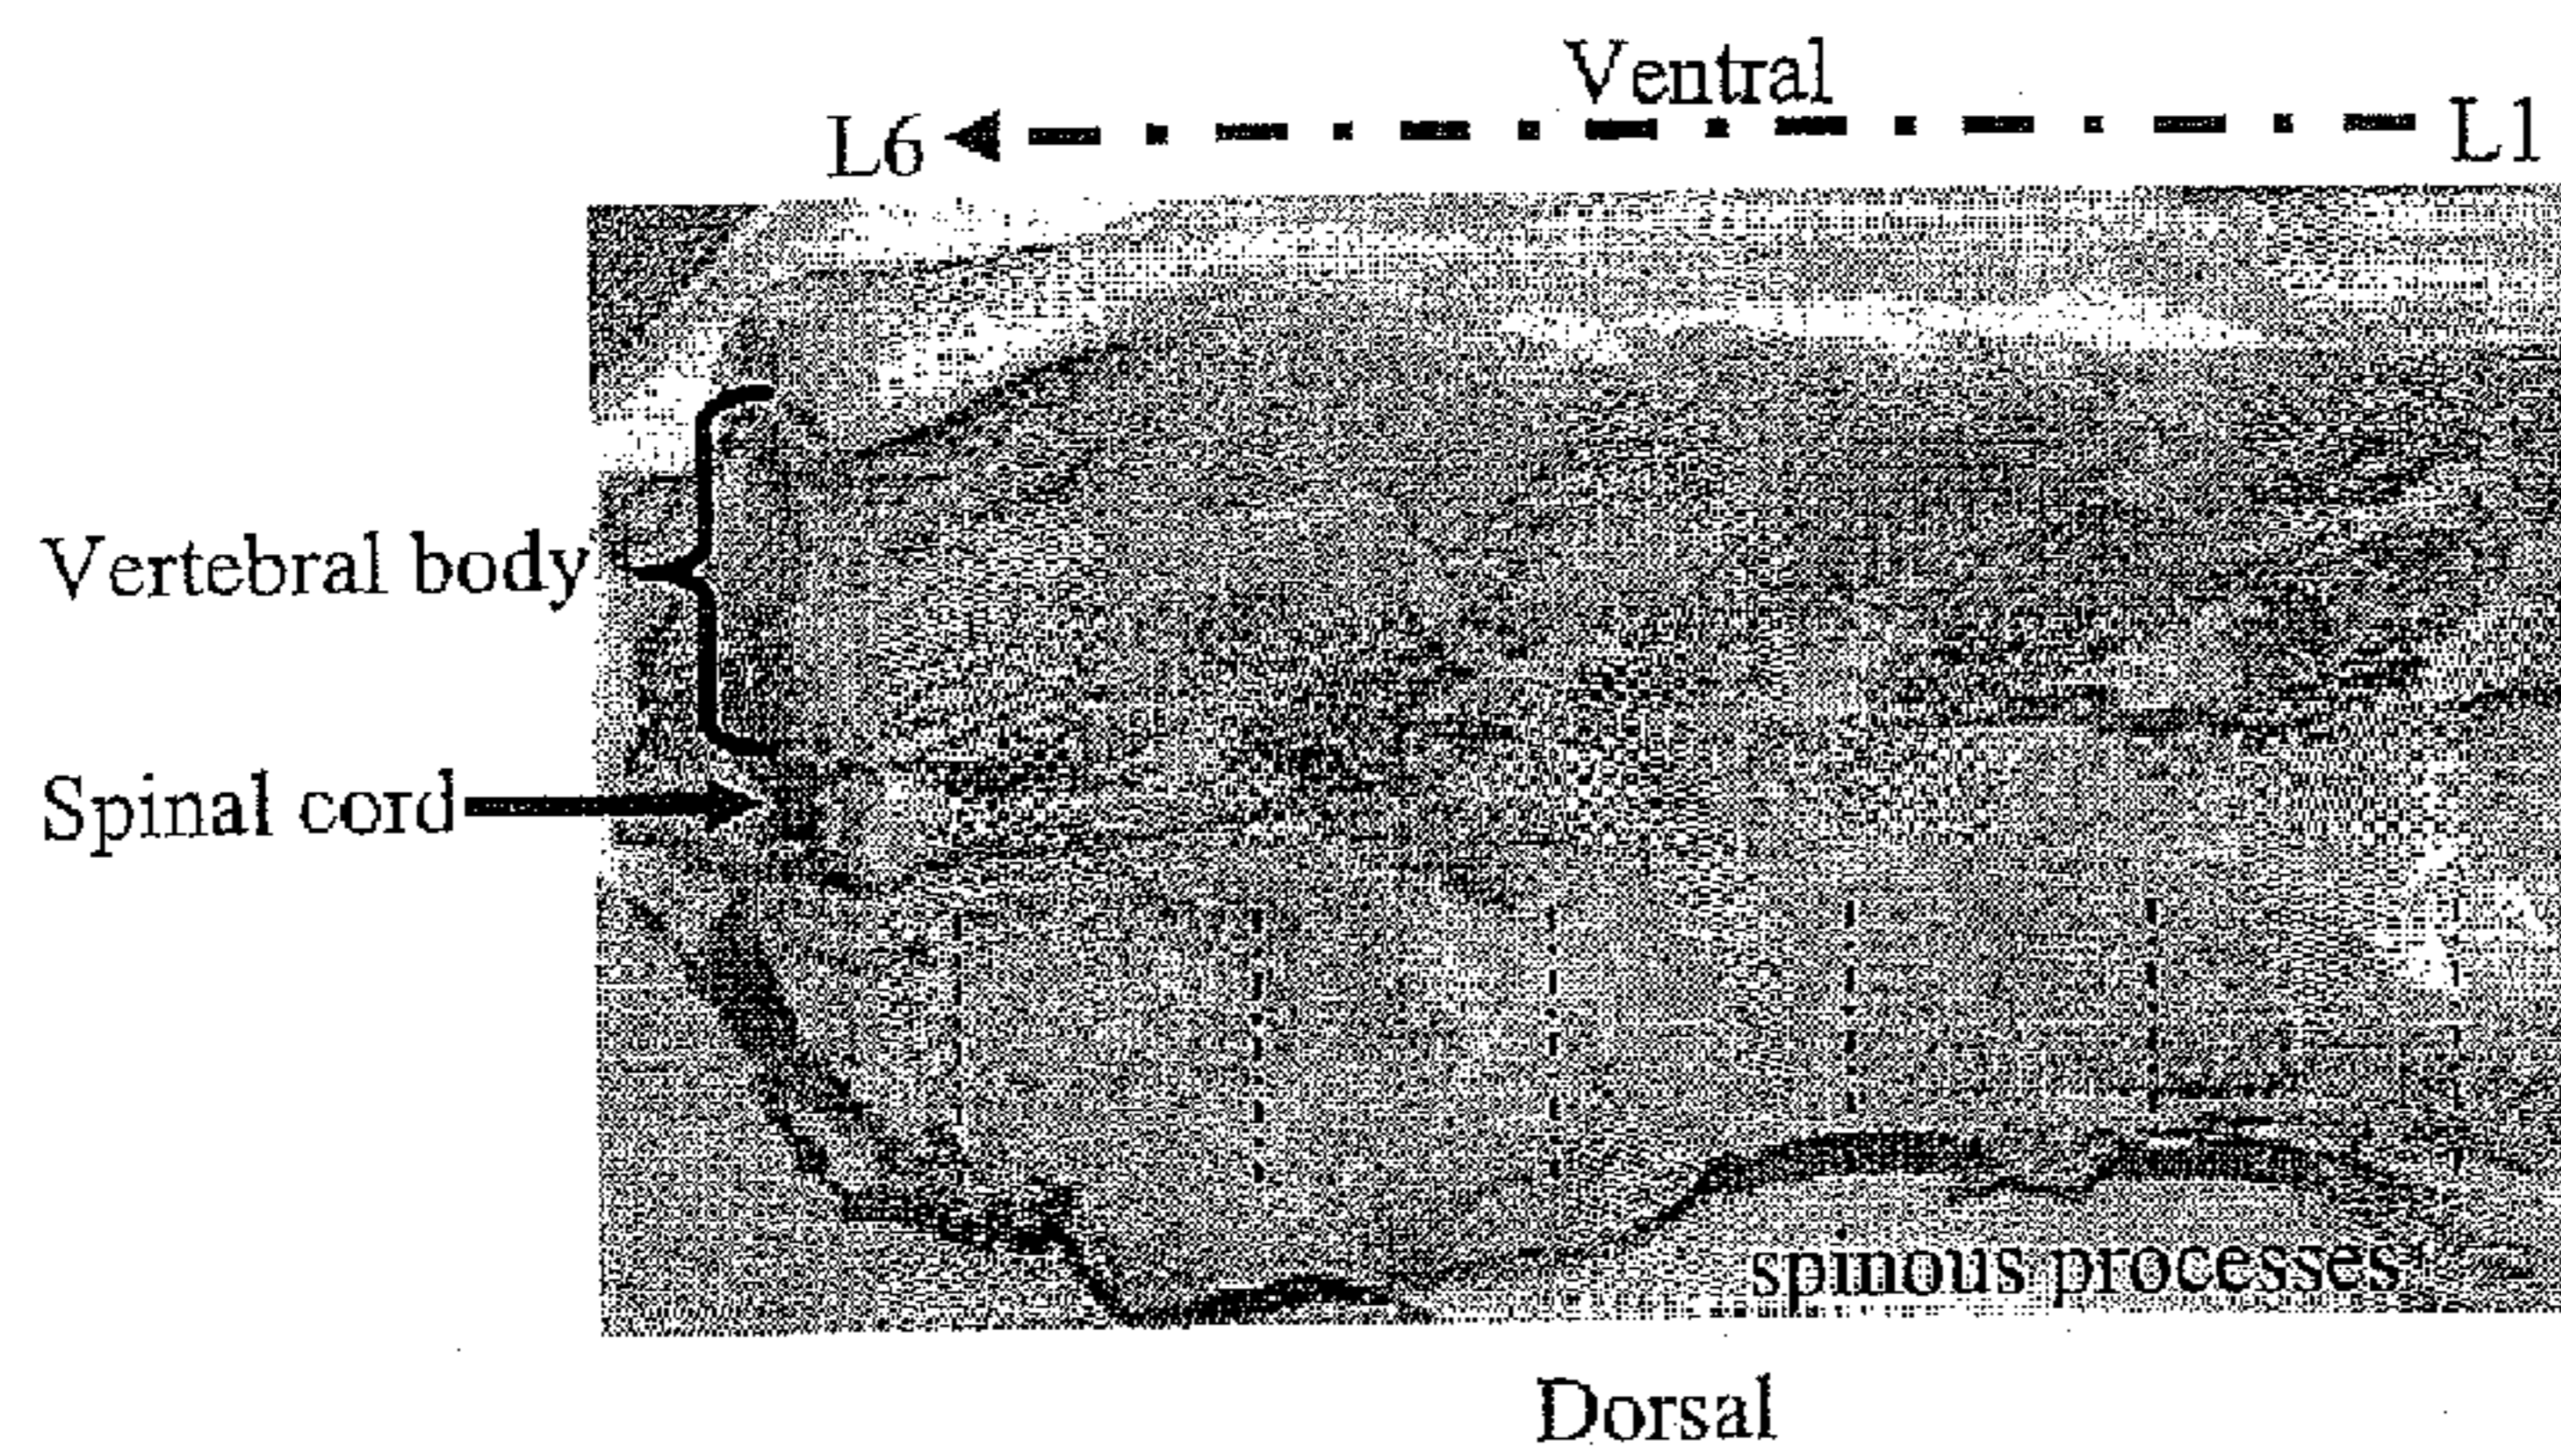 Ventral
L6
L1
Vertebral body
Spinal cord
spinous processes
Dorsal